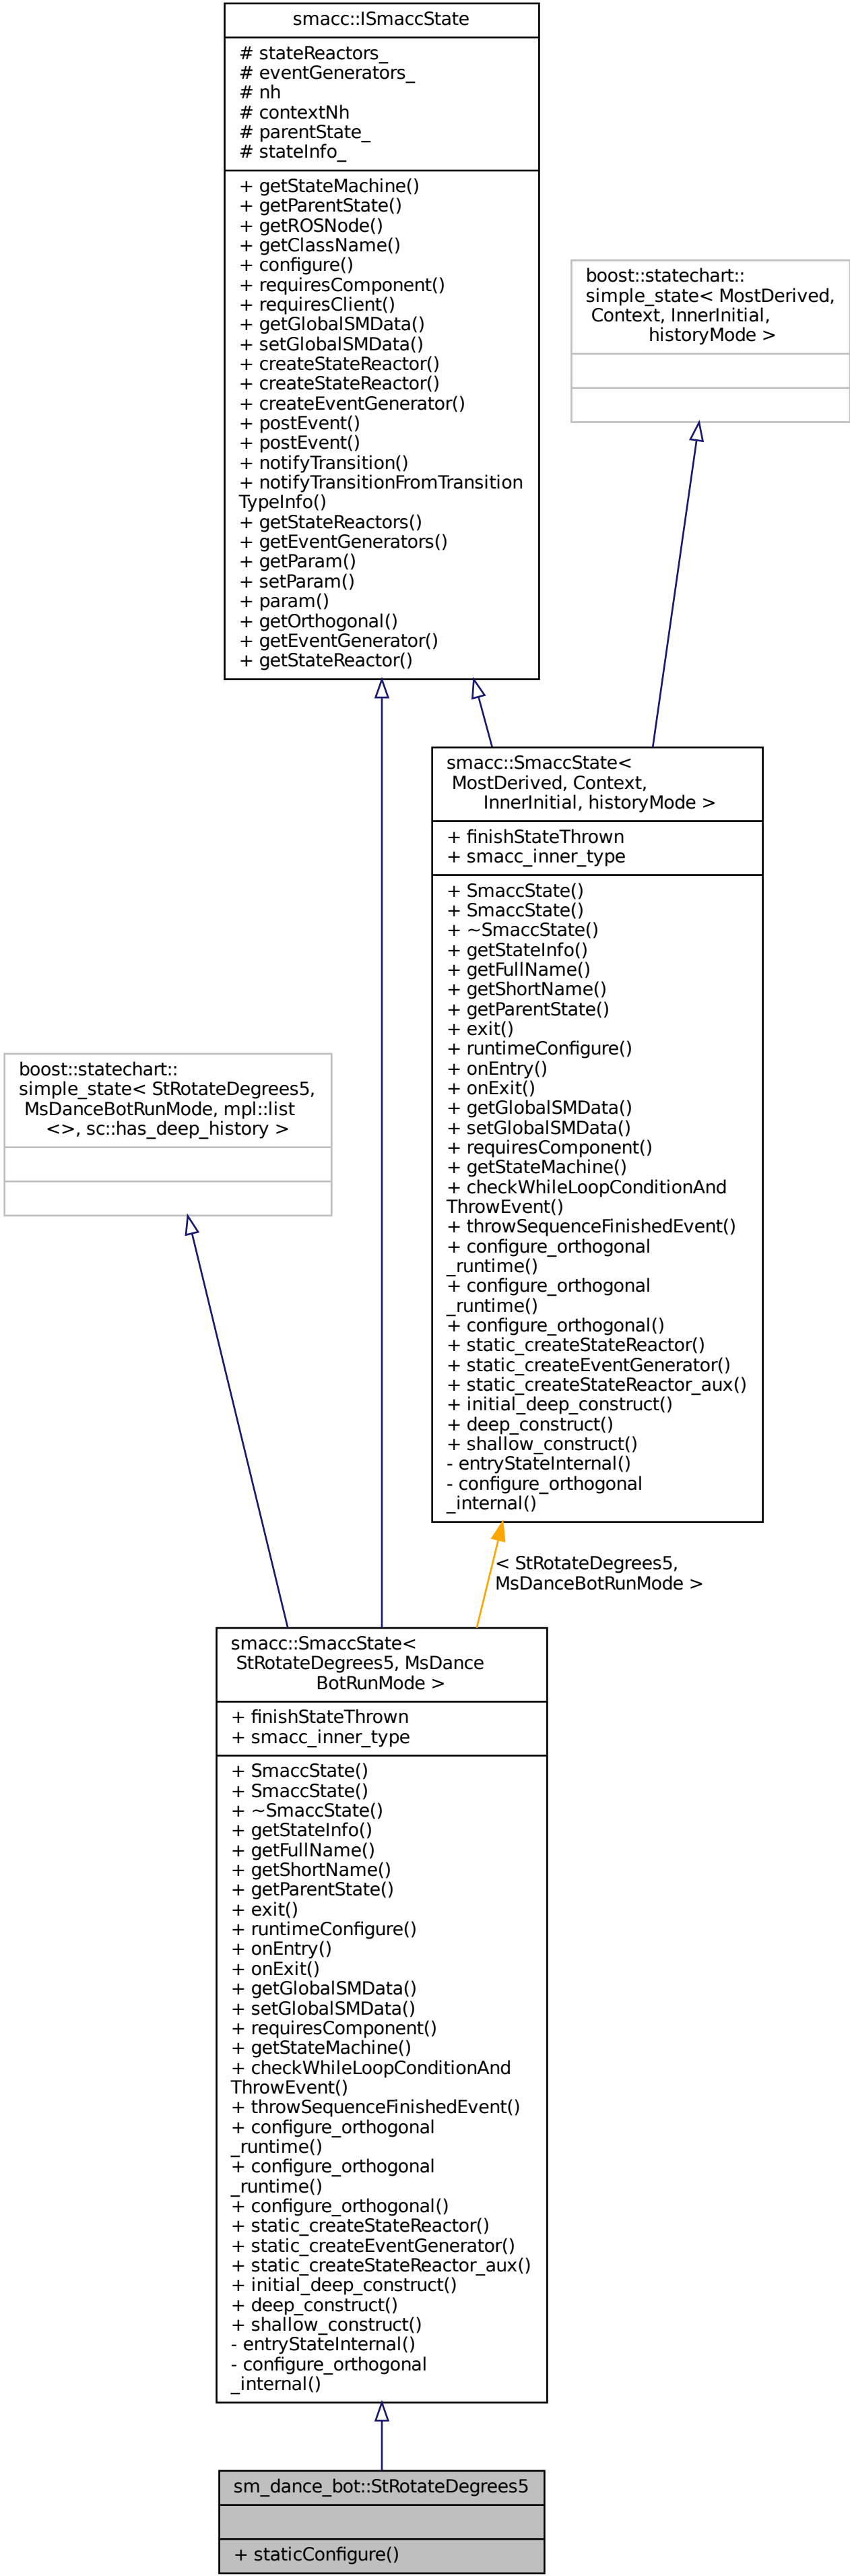 smacc::ISmaccState
# stateReactors_
# eventGenerators_
# nh
# contextNh
# parentState_
# stateInfo_
+ getStateMachine()
+ getParentState()
+ getROSNode()
+ getClassName()
+ configure()
+ requiresComponent()
+ requiresClient()
+ getGlobalSMData()
+ setGlobalSMData()
+ createStateReactor()
+ createStateReactor()
+ createEventGenerator()
+ postEvent()
+ postEvent()
+ notifyTransition()
+ notifyTransitionFromTransition
TypeInfo()
+ getStateReactors()
+ getEventGenerators()
+ getParam()
+ setParam()
+ param()
+ getOrthogonal()
+ getEventGenerator()
+ getStateReactor()
boost::statechart::
simple_state< MostDerived,
Context, InnerInitial,
historyMode >
smacc::SmaccState<
MostDerived, Context,
InnerInitial, historyMode >
+ finishStateThrown
+ smacc_inner_type
+ SmaccState()
+ SmaccState()
+ ~SmaccState()
+ getStateInfo()
+ getFullName()
+ getShortName()
+ getParentState()
+ exit()
+ runtimeConfigure()
+ onEntry()
+ onExit()
+ getGlobalSMData()
+ setGlobalSMData()
+ requiresComponent()
+ getStateMachine()
+ checkWhileLoopConditionAnd
ThrowEvent()
+ throwSequenceFinishedEvent()
+ configure_orthogonal
_runtime()
+ configure_orthogonal
_runtime()
+ configure_orthogonal()
+ static_createStateReactor()
+ static_createEventGenerator()
+ static_createStateReactor_aux()
+ initial_deep_construct()
+ deep_construct()
+ shallow_construct()
- entryStateInternal()
- configure_orthogonal
_internal()
boost::statechart::
simple_state< StRotateDegrees5,
MsDanceBotRunMode, mpl::list
<>, sc::has_deep_history >
< StRotateDegrees5,
MsDanceBotRunMode >
smacc::SmaccState<
StRotateDegrees5, MsDance
BotRunMode >
+ finishStateThrown
+ smacc_inner_type
+ SmaccState()
+ SmaccState()
+ ~SmaccState()
+ getStateInfo()
+ getFullName()
+ getShortName()
+ getParentState()
+ exit()
+ runtimeConfigure()
+ onEntry()
+ onExit()
+ getGlobalSMData()
+ setGlobalSMData()
+ requiresComponent()
+ getStateMachine()
+ checkWhileLoopConditionAnd
ThrowEvent()
+ throwSequenceFinishedEvent()
+ configure_orthogonal
_runtime()
+ configure_orthogonal
_runtime()
+ configure_orthogonal()
+ static_createStateReactor()
+ static_createEventGenerator()
+ static_createStateReactor_aux()
+ initial_deep_construct()
+ deep_construct()
+ shallow_construct()
- entryStateInternal()
- configure_orthogonal
_internal()
sm_dance_bot::StRotateDegrees5
+ staticConfigure()